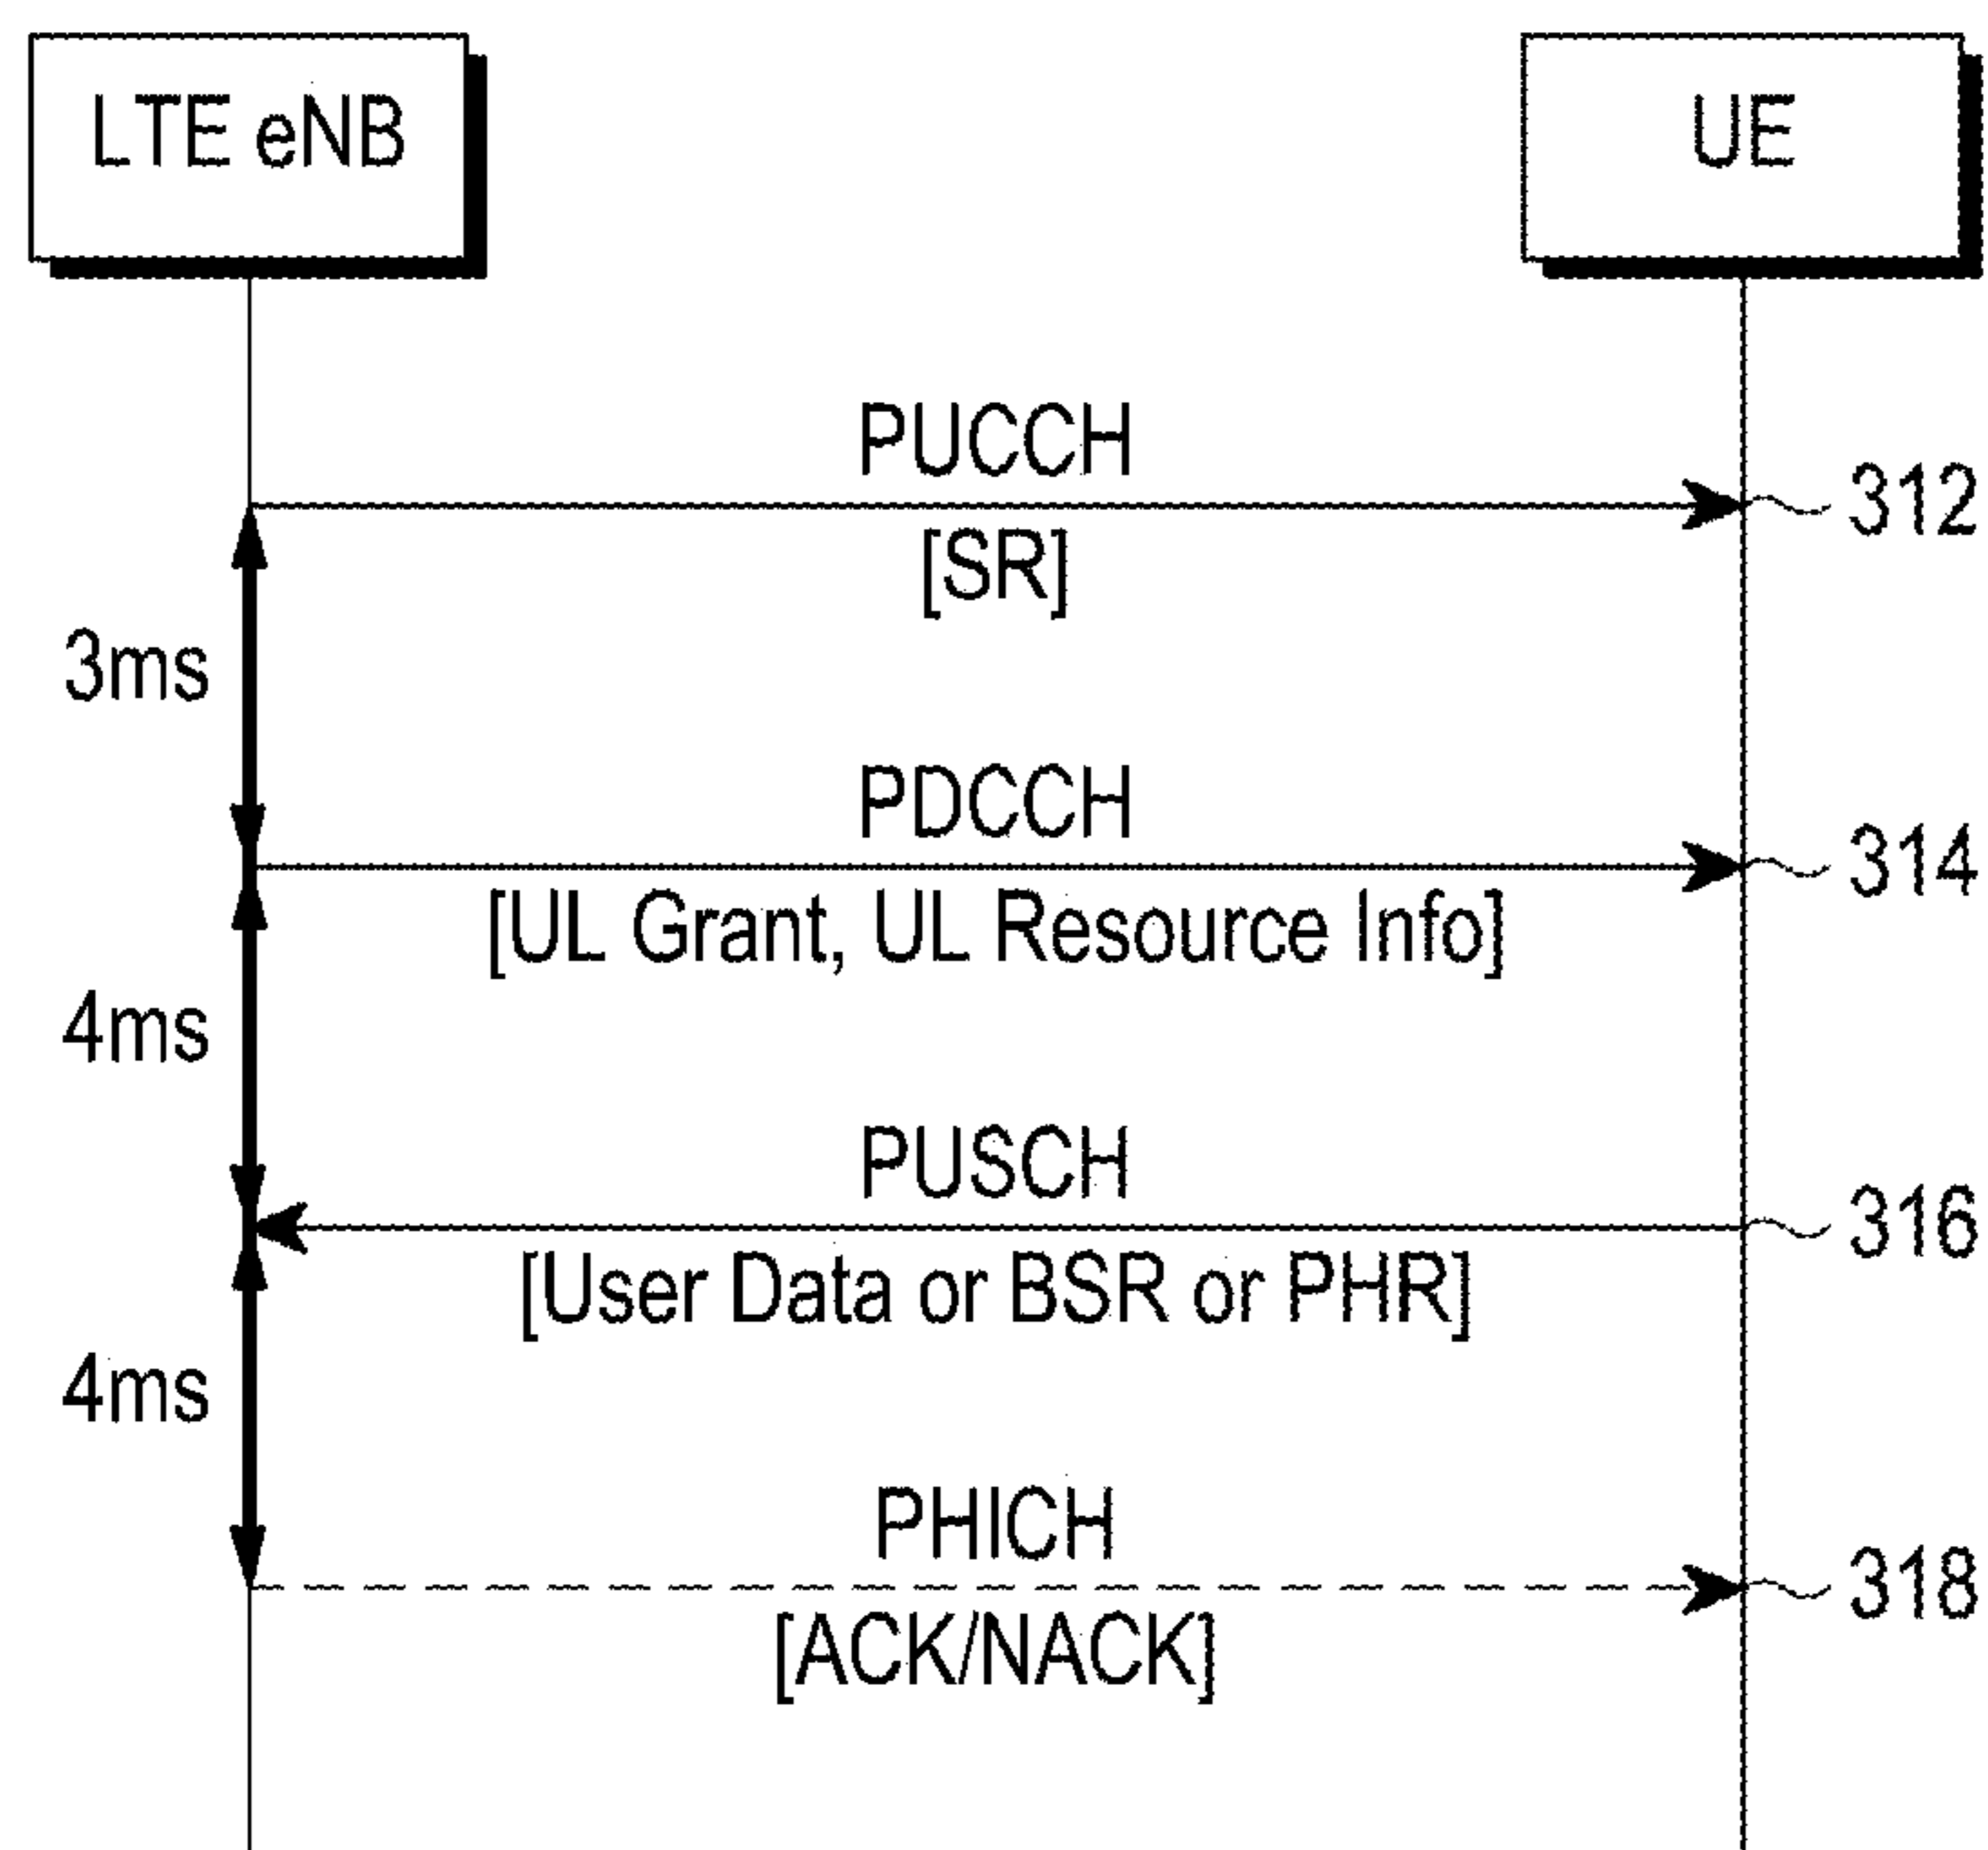 LTE eNB
UE
PUCCH
312
[SR]
3ms
PDCCH
314
[UL Grant, UL Resource Info]
4ms
PUSCH
316
[User Data or BSR or PHR]
4ms
PHICH
318
[ACK/NACK]